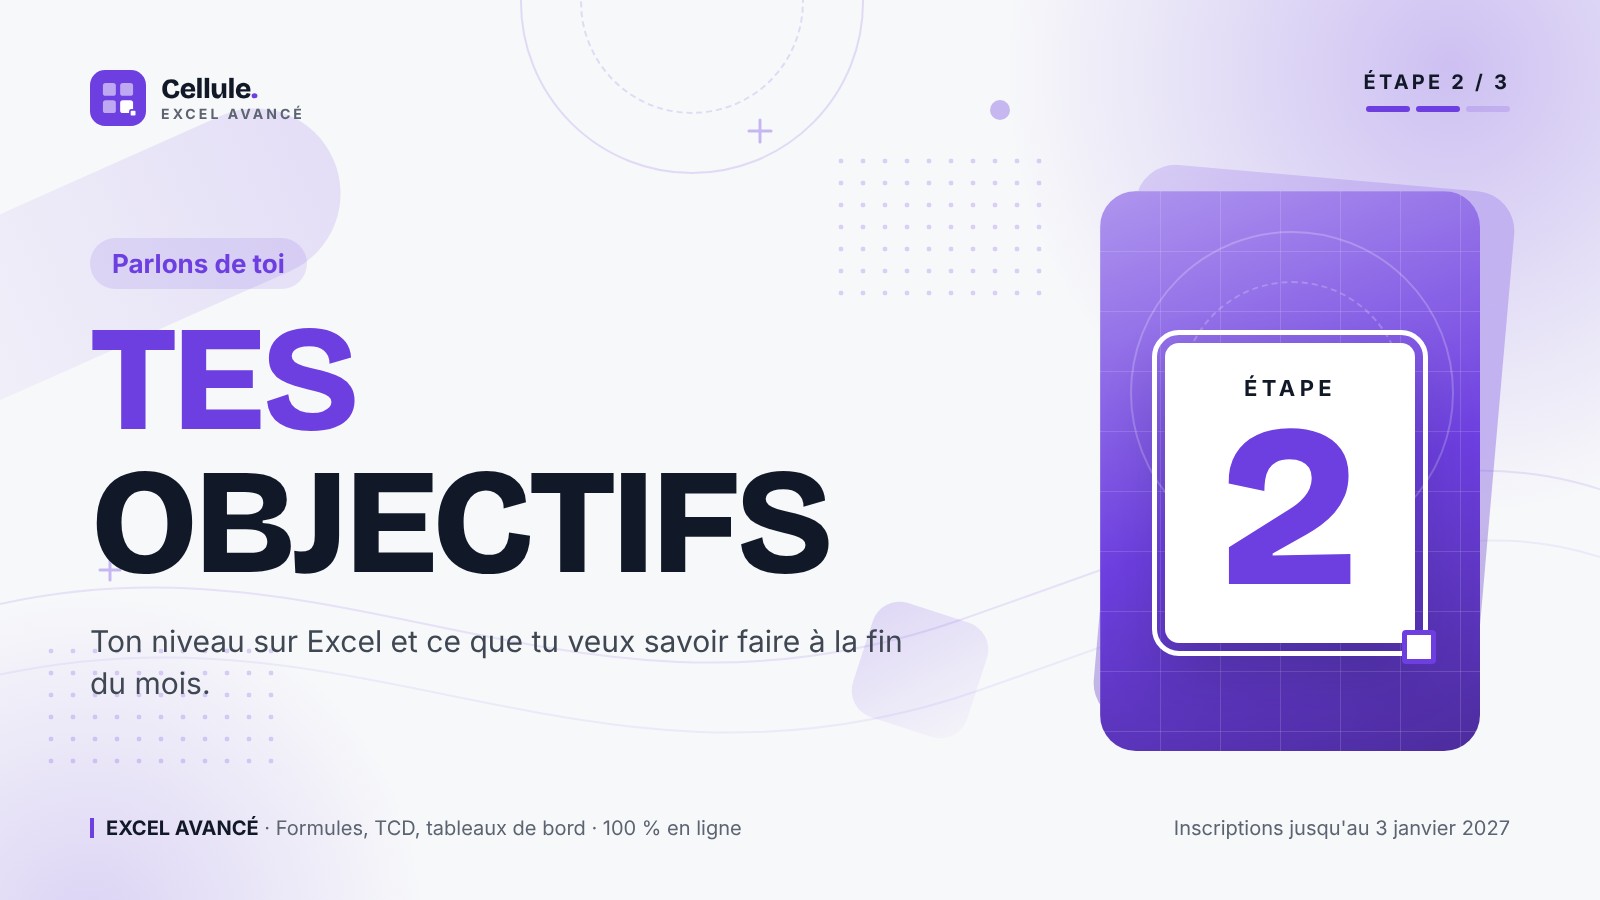 Cellule.
EXCEL AVANCÉ
ÉTAPE 2 / 3
Parlons de toi
TES
OBJECTIFS
Ton niveau sur Excel et ce que tu veux savoir faire à la fin
du mois.
ÉTAPE
2
EXCEL AVANCÉ · Formules, TCD, tableaux de bord · 100 % en ligne
Inscriptions jusqu'au 3 janvier 2027